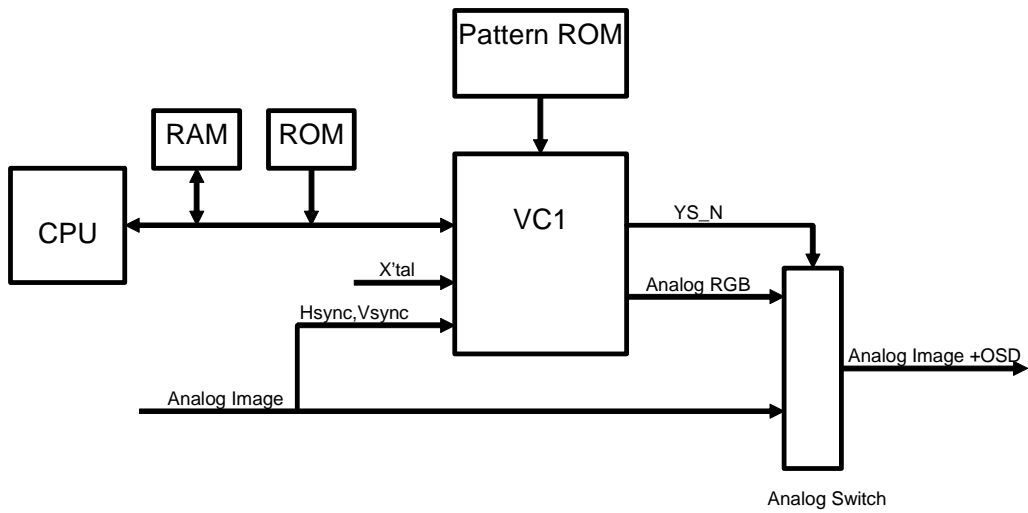 Pattern ROM
RAM
ROM
CPU
VC1
YS_N
X'tal
Analog RGB
Hsync,Vsync
Analog Image +OSD
Analog Image
Analog Switch